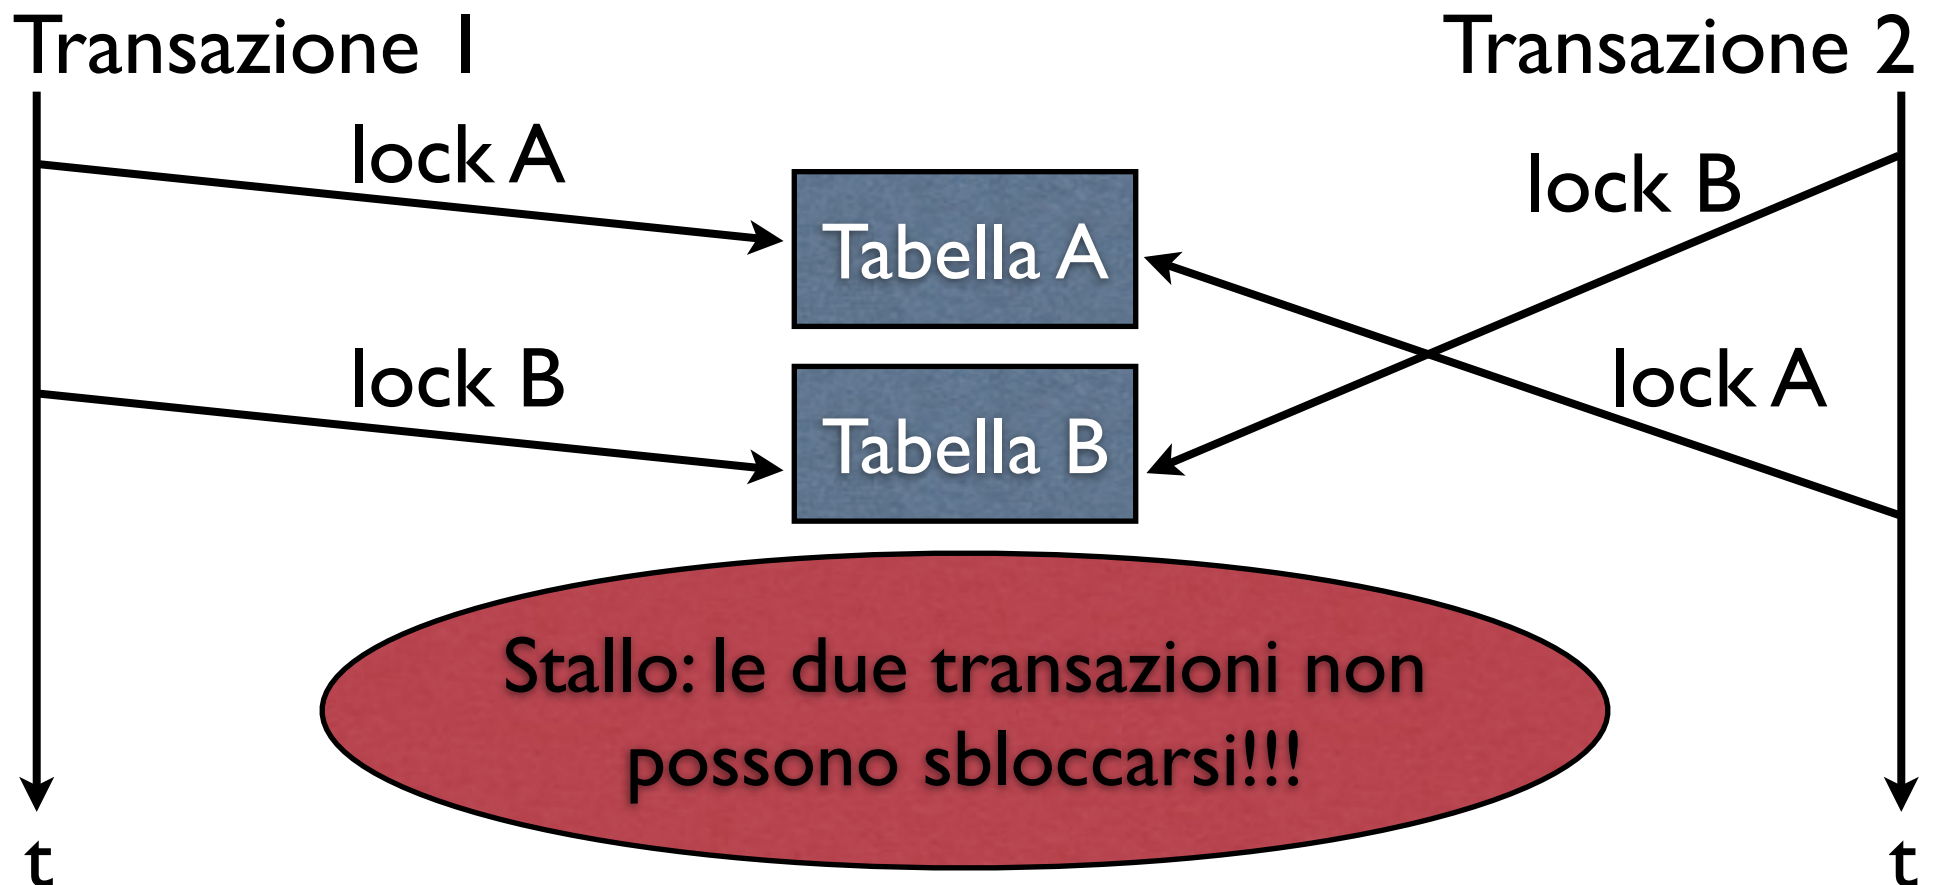 Transazione 1
Transazione 2
lock A
lock B
Tabella A
lock B
lock A
Tabella B
Stallo: le due transazioni non
possono sbloccarsi!!!
t
t